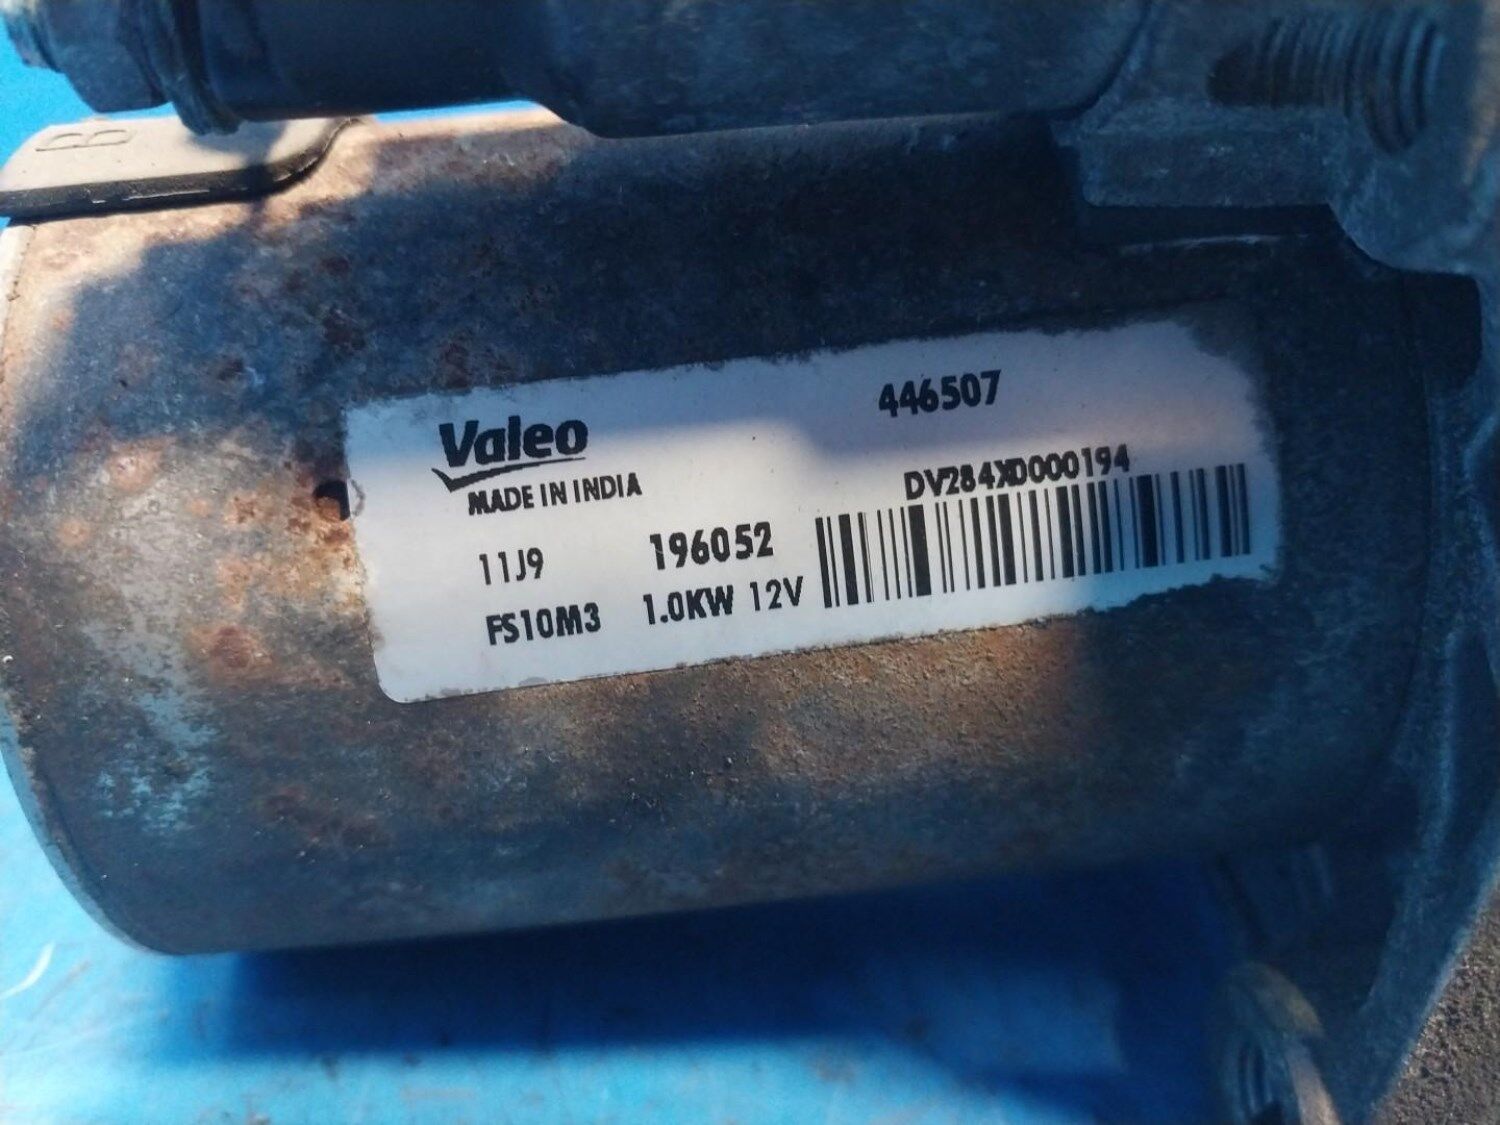 B
Valeo
446507
MADE IN INDIA
DV284XD000194
11J9 196052
FS10M3 1.0KW 12V